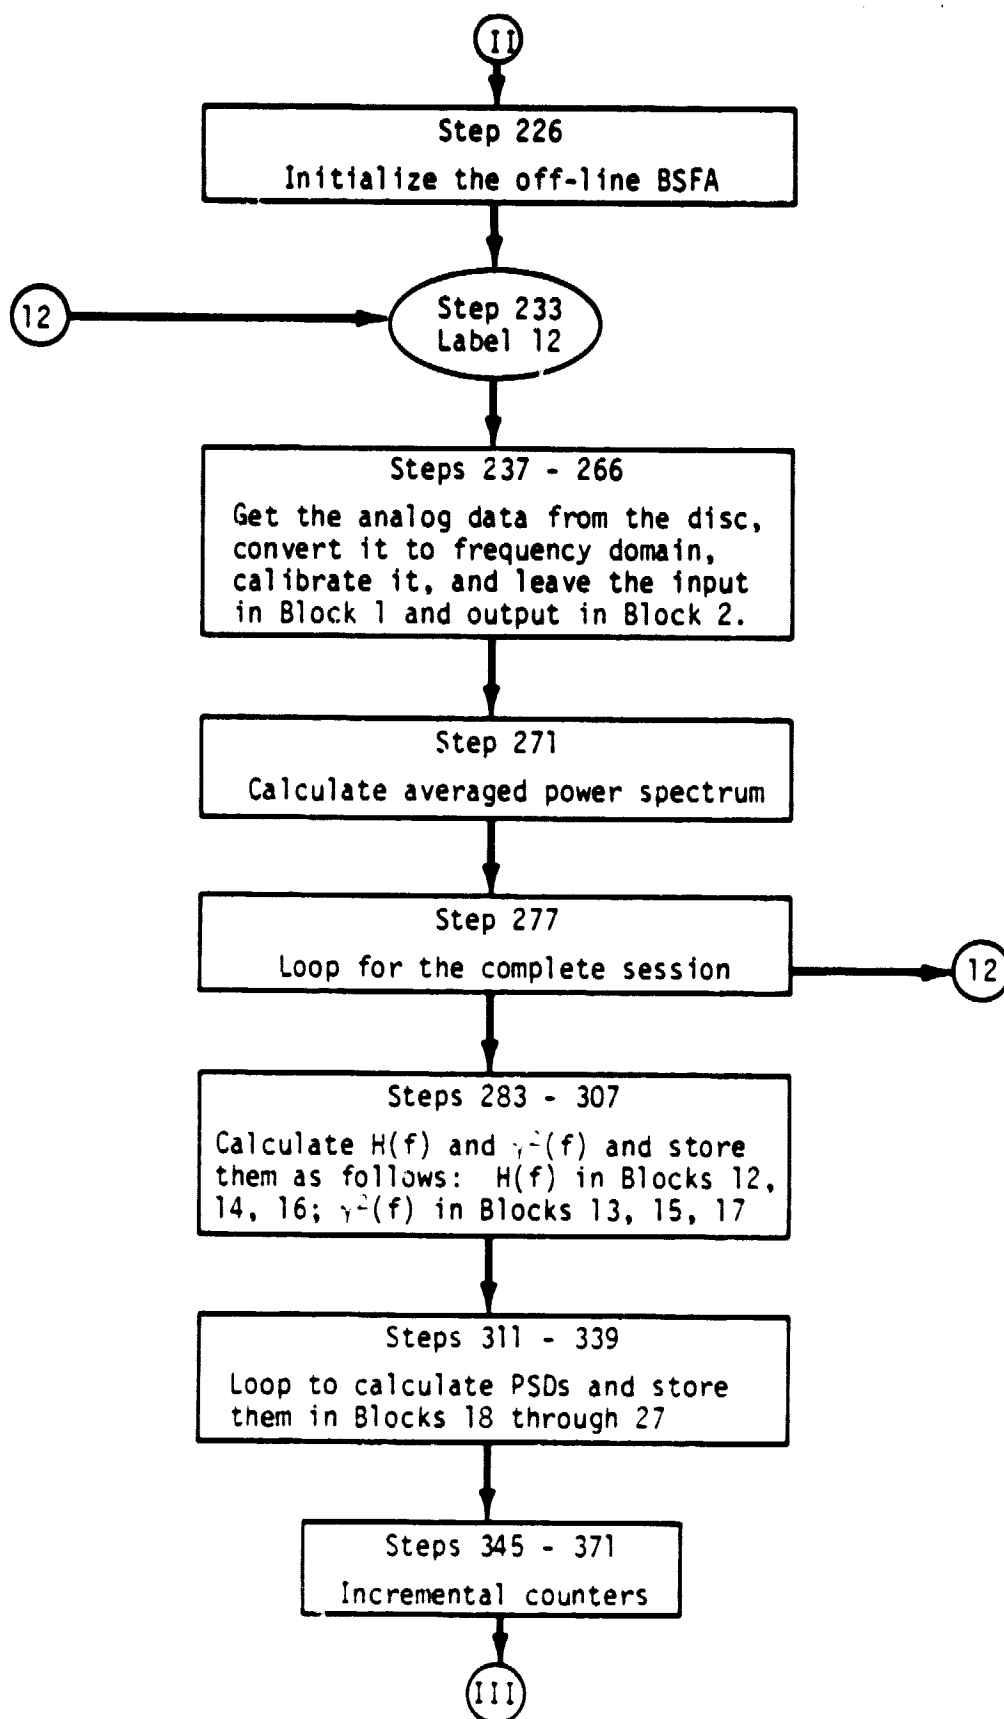 II
Step 226
Initialize the off-line BSFA
12
Step 233
Label 12
Steps 237 - 266
Get the analog data from the disc,
convert it to frequency domain,
calibrate it, and leave the input
in Block 1 and output in Block 2.
Step 271
Calculate averaged power spectrum
Step 277
Loop for the complete session
12
Steps 283 - 307
Calculate H(f) and γ²(f) and store
them as follows: H(f) in Blocks 12,
14, 16; γ²(f) in Blocks 13, 15, 17
Steps 311 - 339
Loop to calculate PSDs and store
them in Blocks 18 through 27
Steps 345 - 371
Incremental counters
III